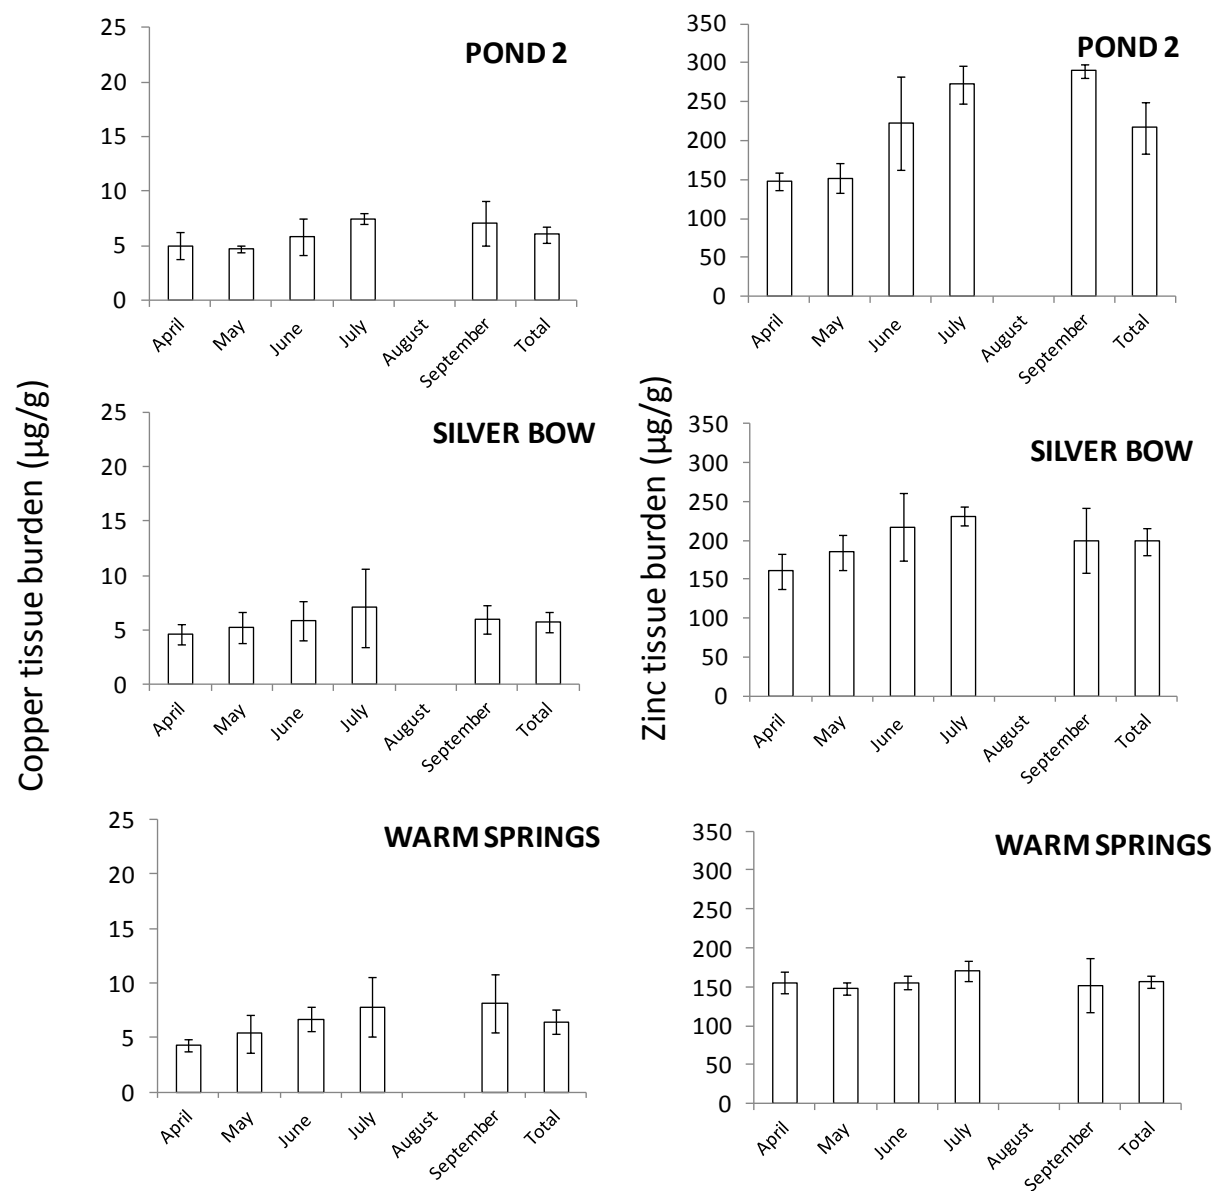 Copper tissue burden (µg/g)
POND 2
25
20
15
10
5
0
April
May
June
July
August
September
Total
SILVER BOW
25
20
15
10
5
0
April
May
June
July
August
September
Total
WARM SPRINGS
25
20
15
10
5
0
April
May
June
July
August
September
Total
Zinc tissue burden (µg/g)
POND 2
350
300
250
200
150
100
50
0
April
May
June
July
August
September
Total
SILVER BOW
350
300
250
200
150
100
50
0
April
May
June
July
August
September
Total
WARM SPRINGS
350
300
250
200
150
100
50
0
April
May
June
July
August
September
Total